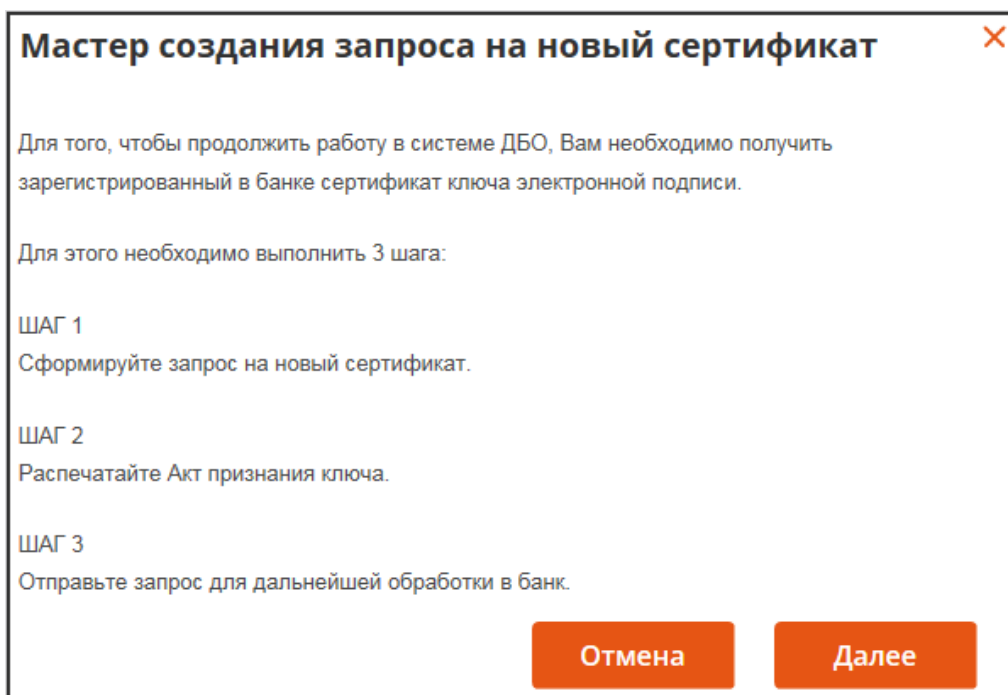 Мастер создания запроса на новый сертификат
Для того, чтобы продолжить работу в системе ДБО, Вам необходимо получить
зарегистрированный в банке сертификат ключа электронной подписи.
Для этого необходимо выполнить 3 шага:
ШАГ 1
Сформируйте запрос на новый сертификат.
ШАГ 2
Распечатайте Акт признания ключа.
ШАГ 3
Отправьте запрос для дальнейшей обработки в банк.
Отмена Далее